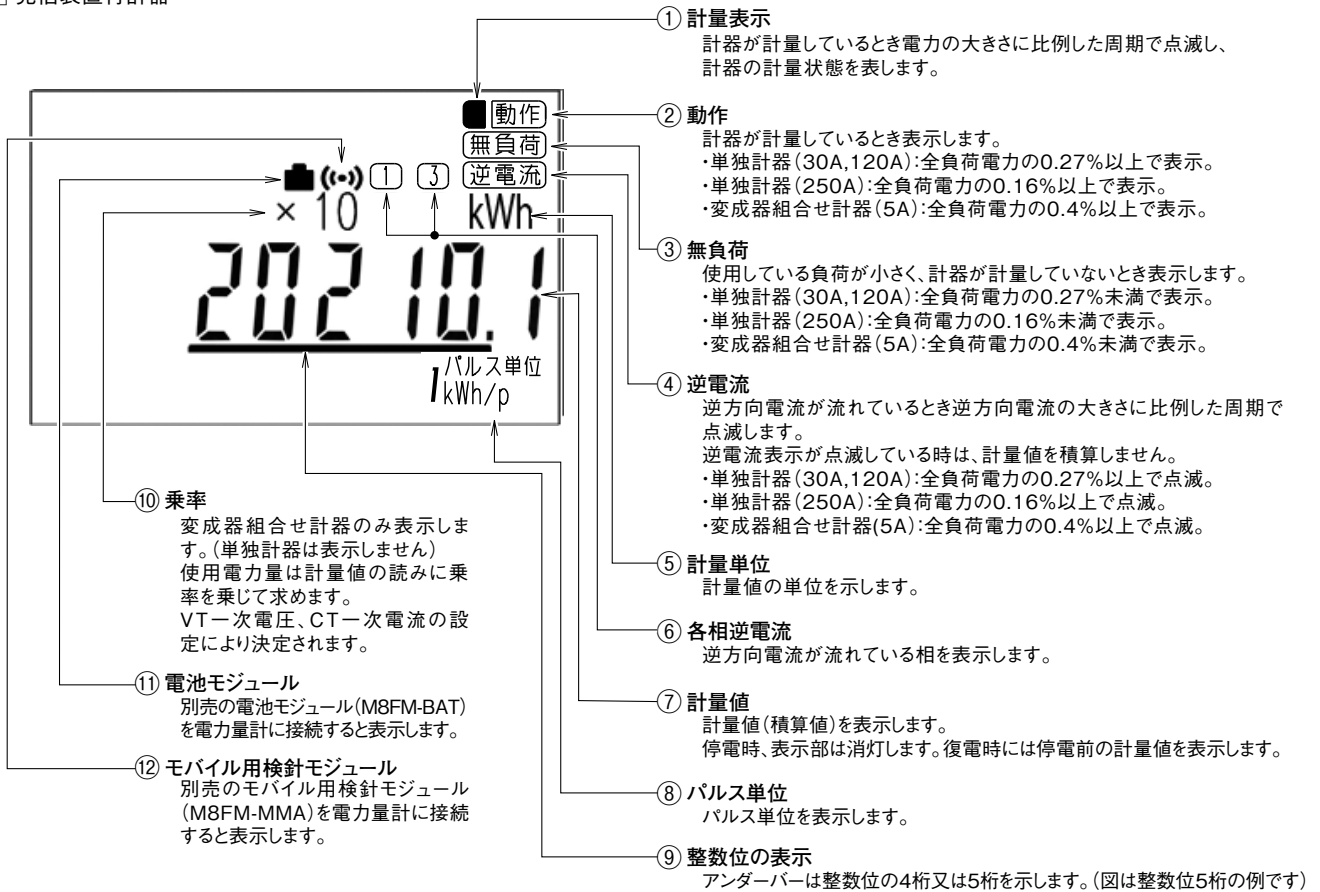 発信装置付計器
① 計量表示
計器が計量しているとき電力の大きさに比例した周期で点滅し、
計器の計量状態を表します。
動作
② 動作
計器が計量しているとき表示します。
・単独計器(30A,120A):全負荷電力の0.27%以上で表示。
・単独計器(250A):全負荷電力の0.16%以上で表示。
・変成器組合せ計器(5A):全負荷電力の0.4%以上で表示。
無負荷
1 3 逆電流
× 10 kWh
20210.1
パルス単位
1kWh/p
③ 無負荷
使用している負荷が小さく、計器が計量していないとき表示します。
・単独計器(30A,120A):全負荷電力の0.27%未満で表示。
・単独計器(250A):全負荷電力の0.16%未満で表示。
・変成器組合せ計器(5A):全負荷電力の0.4%未満で表示。
④ 逆電流
逆方向電流が流れているとき逆方向電流の大きさに比例した周期で
点滅します。
逆電流表示が点滅している時は、計量値を積算しません。
・単独計器(30A,120A):全負荷電力の0.27%以上で点滅。
・単独計器(250A):全負荷電力の0.16%以上で点滅。
・変成器組合せ計器(5A):全負荷電力の0.4%以上で点滅。
⑤ 計量単位
計量値の単位を示します。
⑥ 各相逆電流
逆方向電流が流れている相を表示します。
⑦ 計量値
計量値(積算値)を表示します。
停電時、表示部は消灯します。復電時には停電前の計量値を表示します。
⑧ パルス単位
パルス単位を表示します。
⑨ 整数位の表示
アンダーバーは整数位の4桁又は5桁を示します。(図は整数位5桁の例です)
⑩ 乗率
変成器組合せ計器のみ表示しま
す。(単独計器は表示しません)
使用電力量は計量値の読みに乗
率を乗じて求めます。
VT一次電圧、CT一次電流の設
定により決定されます。
⑪ 電池モジュール
別売の電池モジュール(M8FM-BAT)
を電力量計に接続すると表示します。
⑫ モバイル用検針モジュール
別売のモバイル用検針モジュール
(M8FM-MMA)を電力量計に接続
すると表示します。